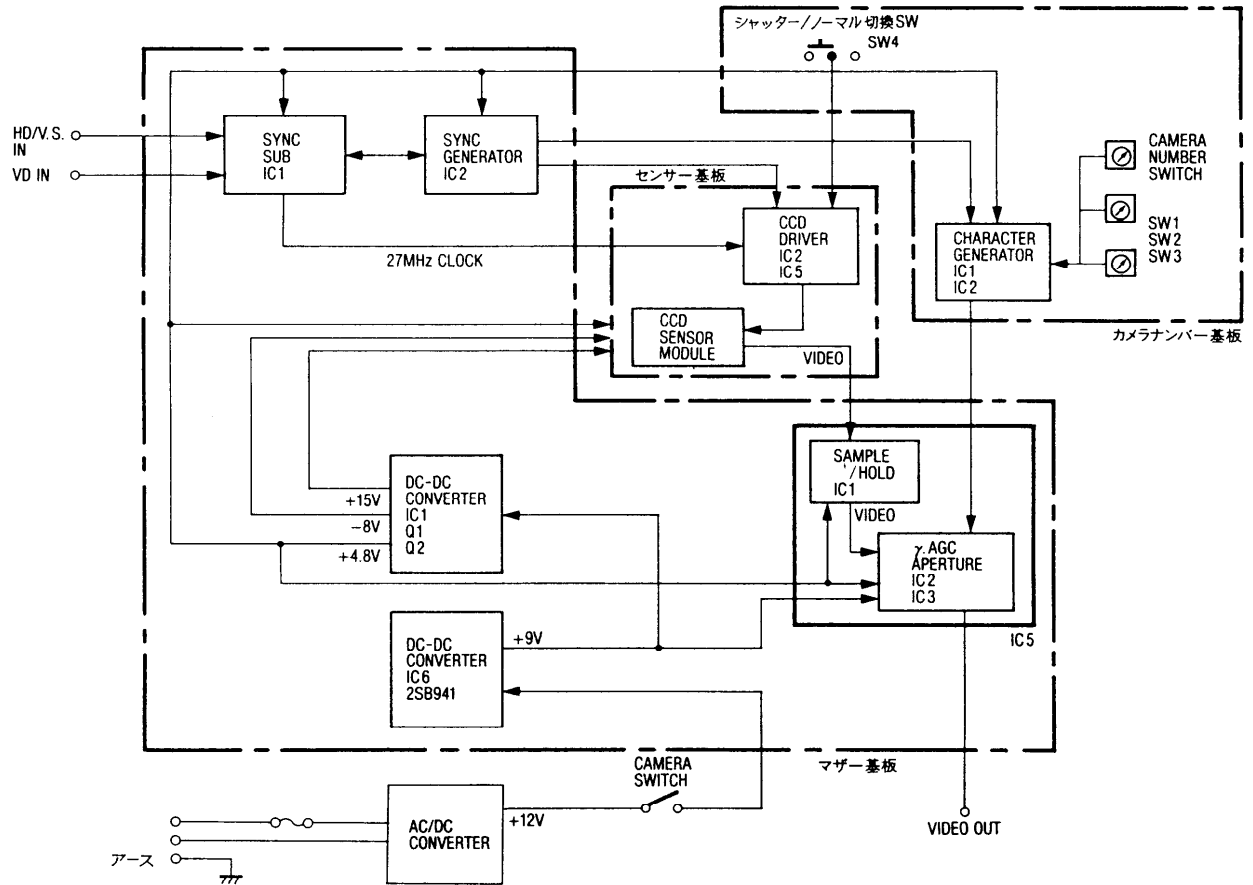 シャッター/ノーマル切換SW
SW4
HD/V.S.
IN
VD IN
SYNC
SUB
IC1
SYNC
GENERATOR
IC2
CAMERA
NUMBER
SWITCH
SW1
SW2
SW3
センサー基板
CCD
DRIVER
IC2
IC5
CHARACTER
GENERATOR
IC1
IC2
27MHz CLOCK
CCD
SENSOR
MODULE
VIDEO
カメラナンバー基板
SAMPLE
/HOLD
IC1
VIDEO
DC-DC
CONVERTER
IC1
Q1
Q2
+15V
−8V
+4.8V
γ.AGC
APERTURE
IC2
IC3
IC5
DC-DC
CONVERTER
IC6
2SB941
+9V
マザー基板
CAMERA
SWITCH
AC/DC
CONVERTER
+12V
VIDEO OUT
アース